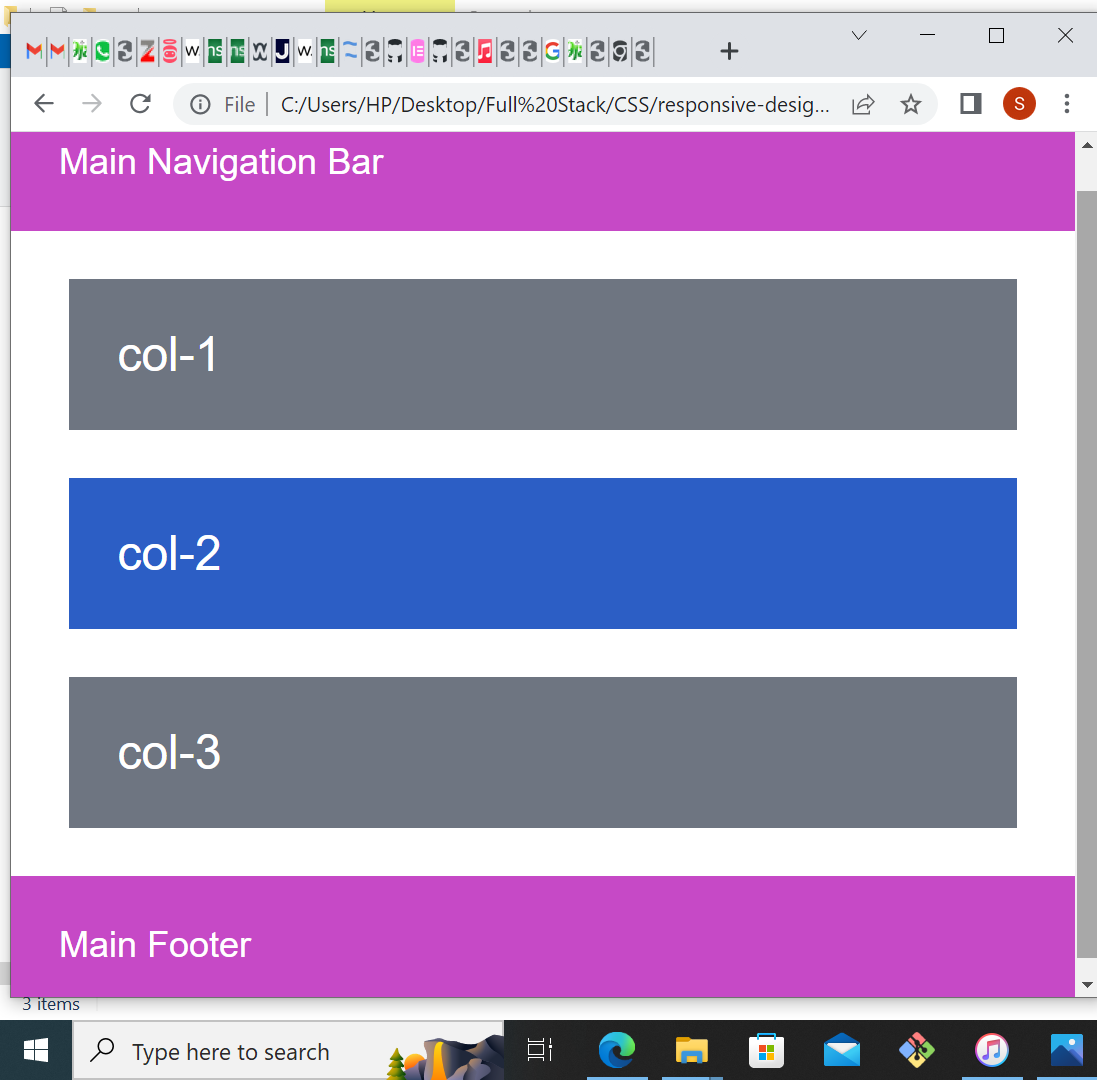 File
C:/Users/HP/Desktop/Full%20Stack/CSS/responsive-desig...
S
Main Navigation Bar
col-1
col-2
col-3
Main Footer
3 items
Type here to search